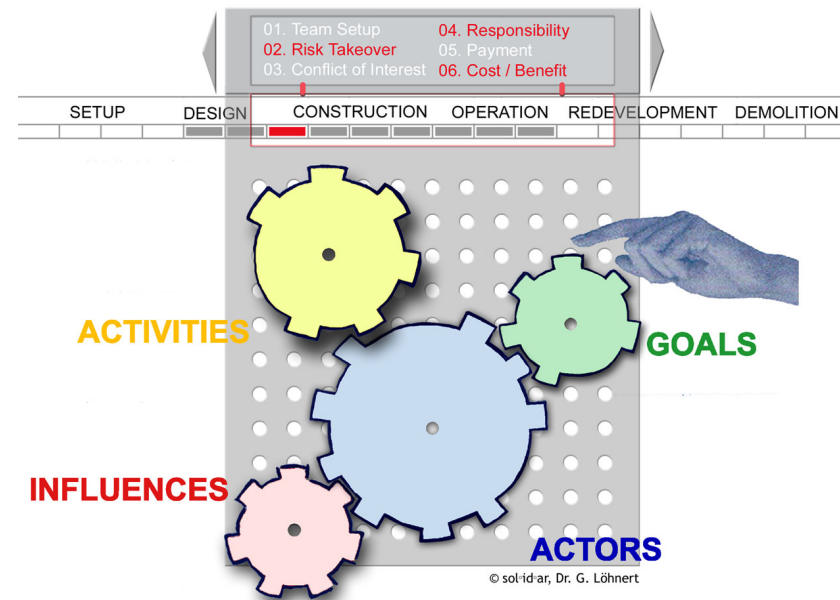 01. Team Setup
02. Risk Takeover
03. Conflict of Interest
04. Responsibility
05. Payment
06. Cost / Benefit
SETUP DESIGN CONSTRUCTION OPERATION REDEVELOPMENT DEMOLITION
ACTIVITIES
GOALS
INFLUENCES
ACTORS
© sol·id·ar, Dr. G. Löhnert